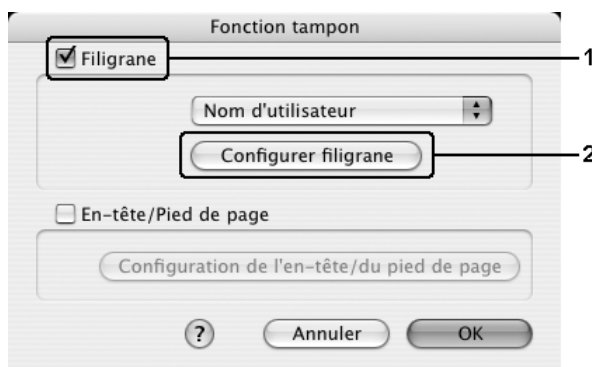 Fonction tampon
Filigrane
1
Nom d'utilisateur
Configurer filigrane
2
En-tête/Pied de page
Configuration de l'en-tête/du pied de page
?
Annuler
OK